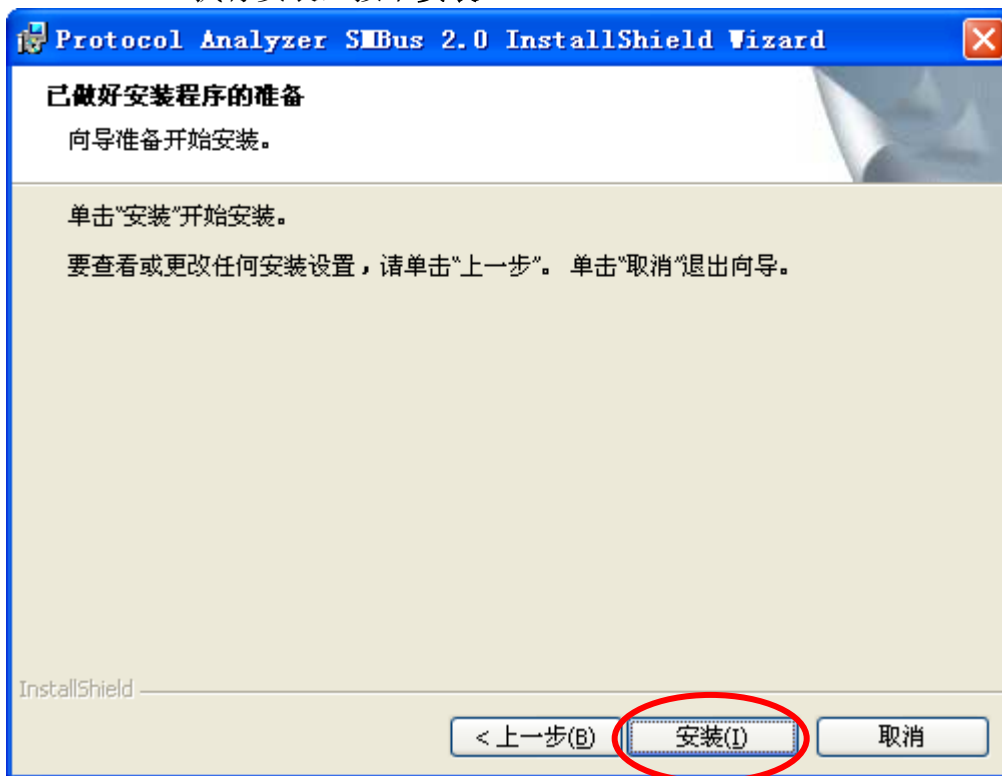 Protocol Analyzer SMBus 2.0 InstallShield Wizard
已做好安装程序的准备
向导准备开始安装。
单击"安装"开始安装。
要查看或更改任何安装设置，请单击"上一步"。 单击"取消"退出向导。
InstallShield
< 上一步(B)
安装(I)
取消